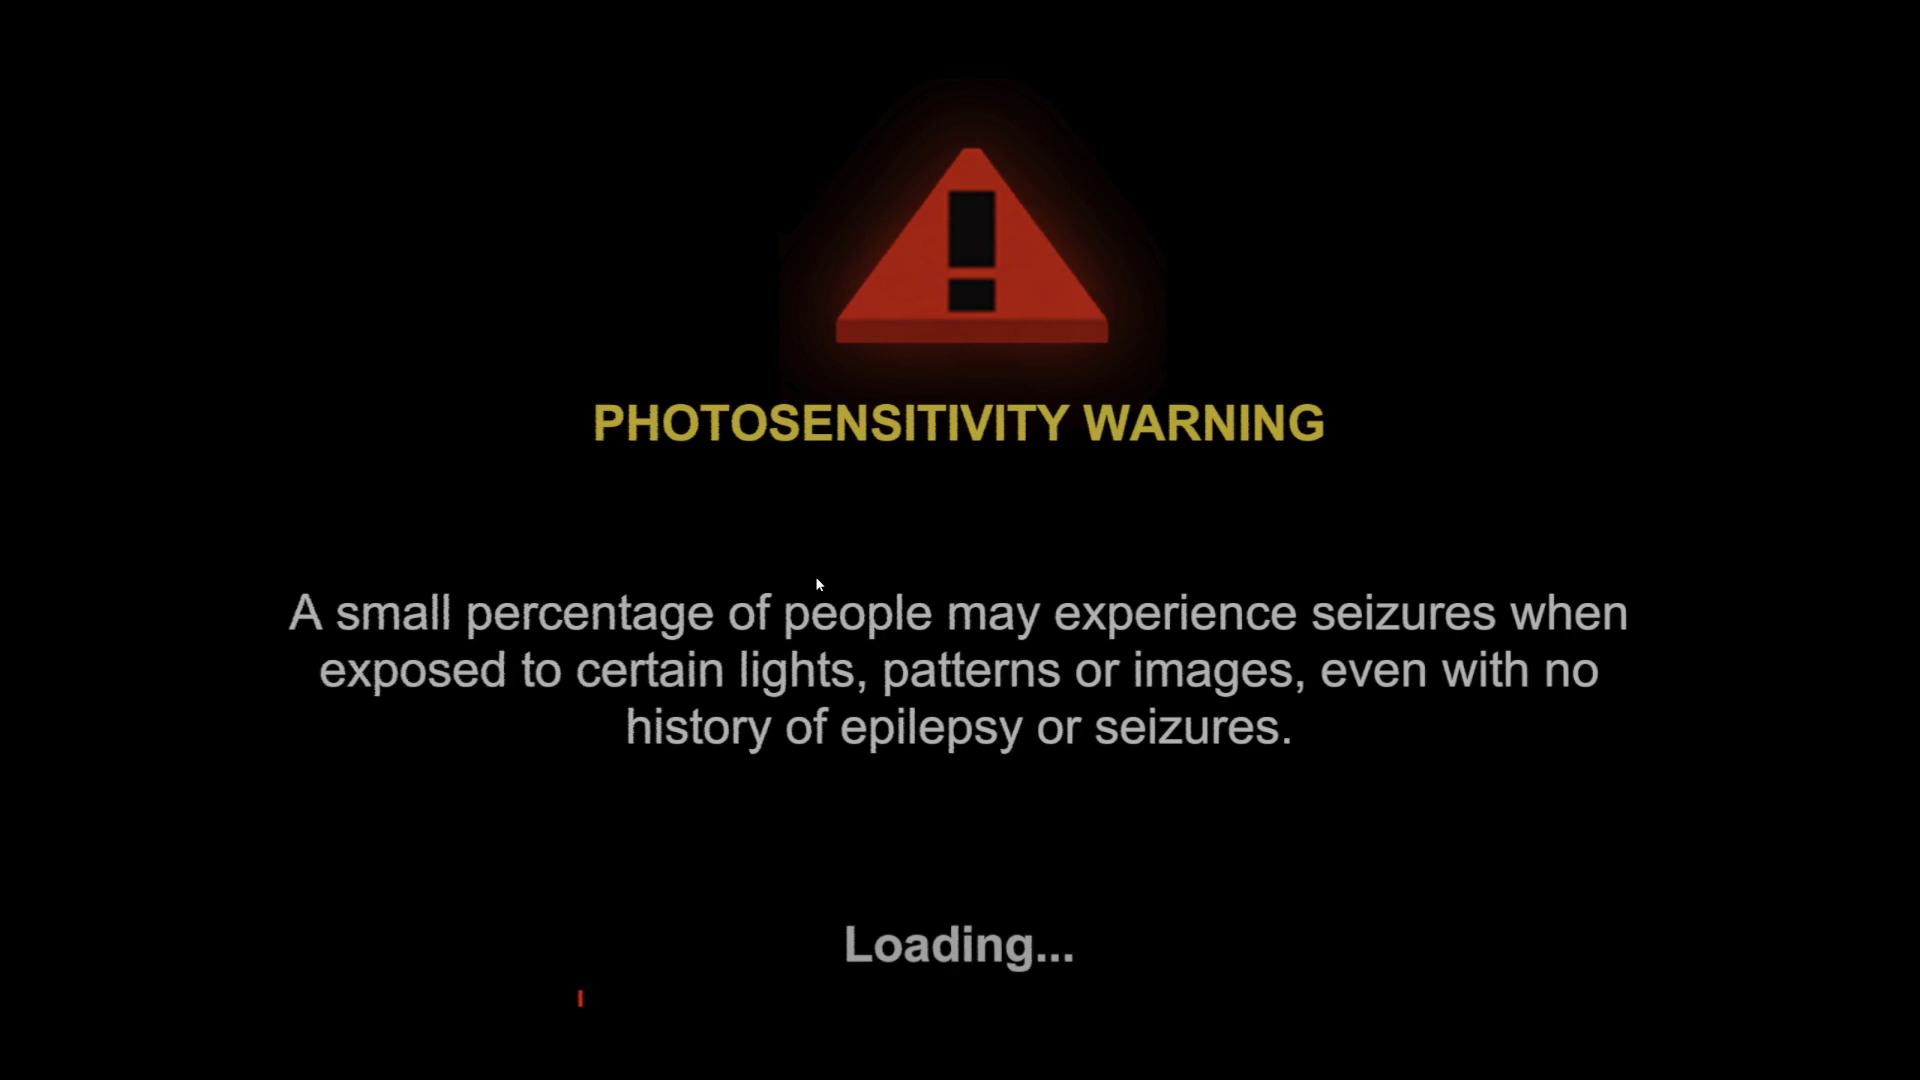 PHOTOSENSITIVITY WARNING
A small percentage of people may experience seizures when
exposed to certain lights, patterns or images, even with no
history of epilepsy or seizures.
Loading...